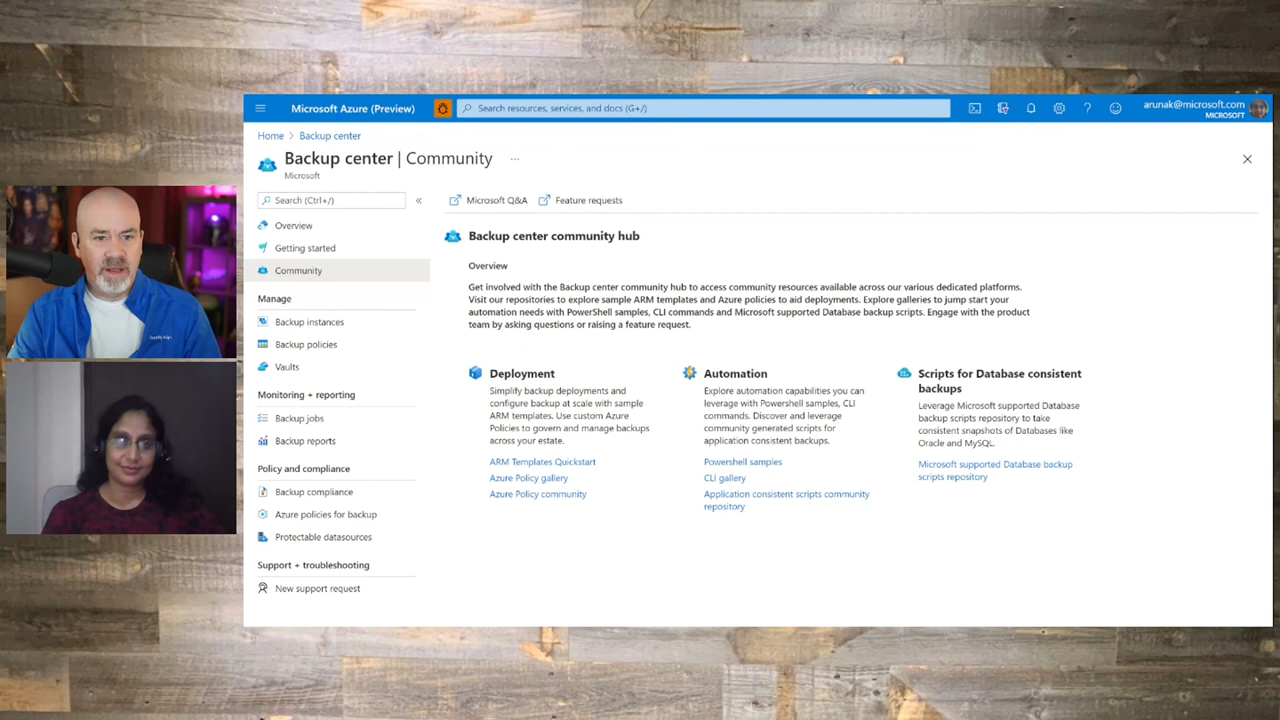 Microsoft Azure (Preview)
Search resources, services, and docs (G+/)
arunak@microsoft.com
MICROSOFT
Home > Backup center
Backup center | Community ...
Microsoft
Search (Ctrl+/)
«
Microsoft Q&A
Feature requests
Overview
Getting started
Community
Manage
Backup instances
Backup policies
Vaults
Monitoring + reporting
Backup jobs
Backup reports
Policy and compliance
Backup compliance
Azure policies for backup
Protectable datasources
Support + troubleshooting
New support request
Backup center community hub
Overview
Get involved with the Backup center community hub to access community resources available across our various dedicated platforms.
Visit our repositories to explore sample ARM templates and Azure policies to aid deployments. Explore galleries to jump start your
automation needs with PowerShell samples, CLI commands and Microsoft supported Database backup scripts. Engage with the product
team by asking questions or raising a feature request.
Deployment
Simplify backup deployments and
configure backup at scale with sample
ARM templates. Use custom Azure
Policies to govern and manage backups
across your estate.
ARM Templates Quickstart
Azure Policy gallery
Azure Policy community
Automation
Explore automation capabilities you can
leverage with Powershell samples, CLI
commands. Discover and leverage
community generated scripts for
application consistent backups.
Powershell samples
CLI gallery
Application consistent scripts community
repository
Scripts for Database consistent
backups
Leverage Microsoft supported Database
backup scripts repository to take
consistent snapshots of Databases like
Oracle and MySQL.
Microsoft supported Database backup
scripts repository